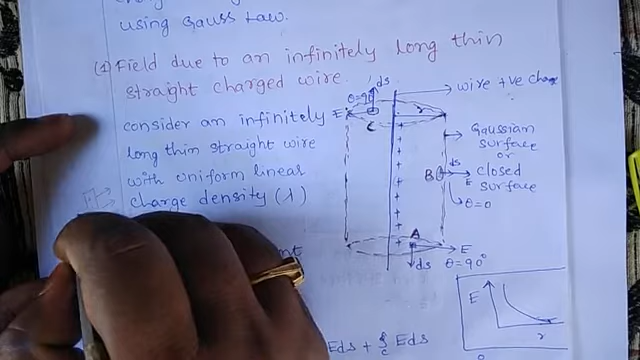 using Gauss Law.
(1) Field due to an infinitely long thin
straight charged wire.
consider an infinitely
long thin straight wire
with uniform linear
charge density (λ)
θ=90° ds
E
C
r
wire +ve
Gaussian
surface
or
closed
surface
B ds
E
θ=0
A
E
ds θ=90°
E
r
Eds + ∮ Eds
c